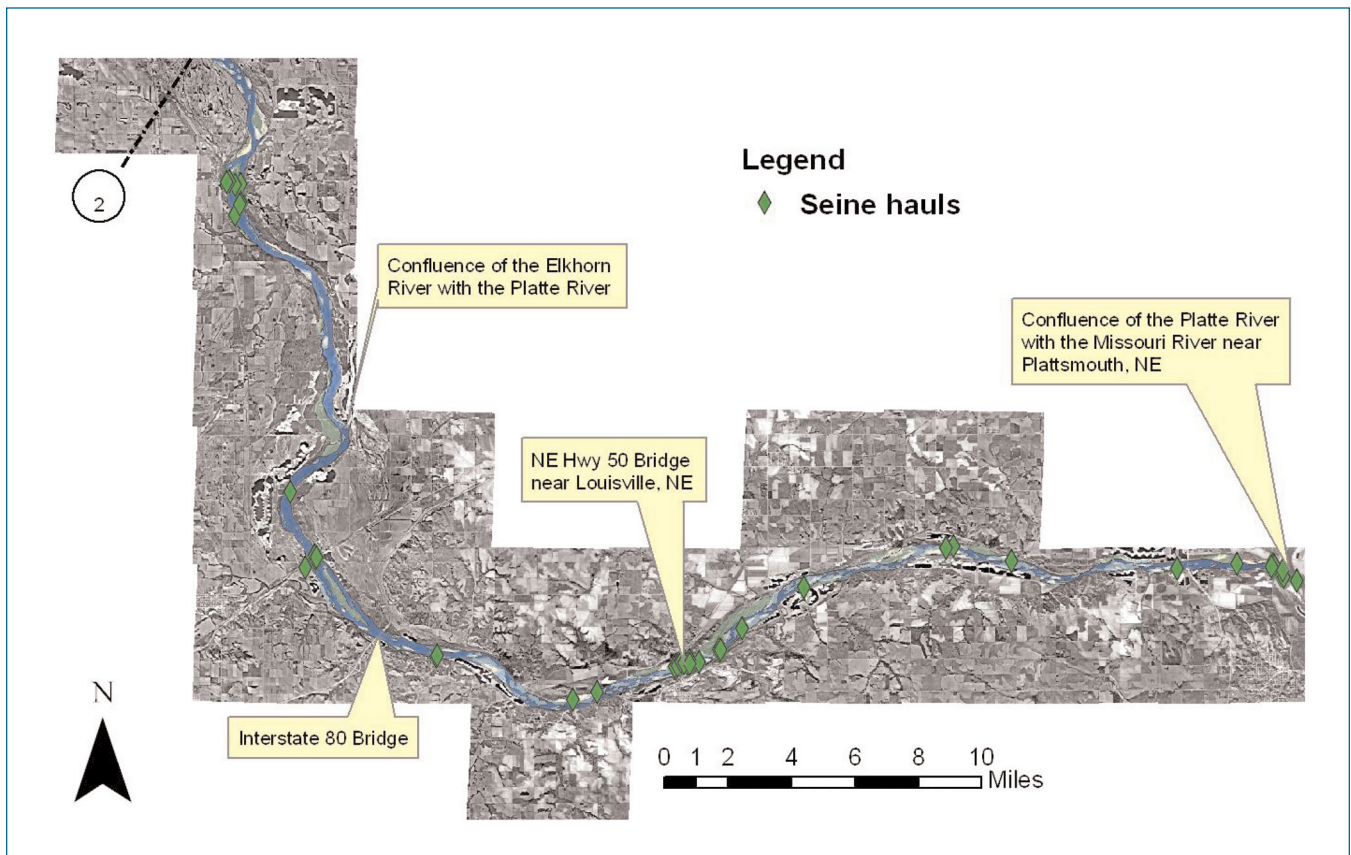 2
Legend
Seine hauls
Confluence of the Elkhorn
River with the Platte River
Confluence of the Platte River
with the Missouri River near
Plattsmouth, NE
NE Hwy 50 Bridge
near Louisville, NE
Interstate 80 Bridge
N
0 1 2 4 6 8 10
Miles